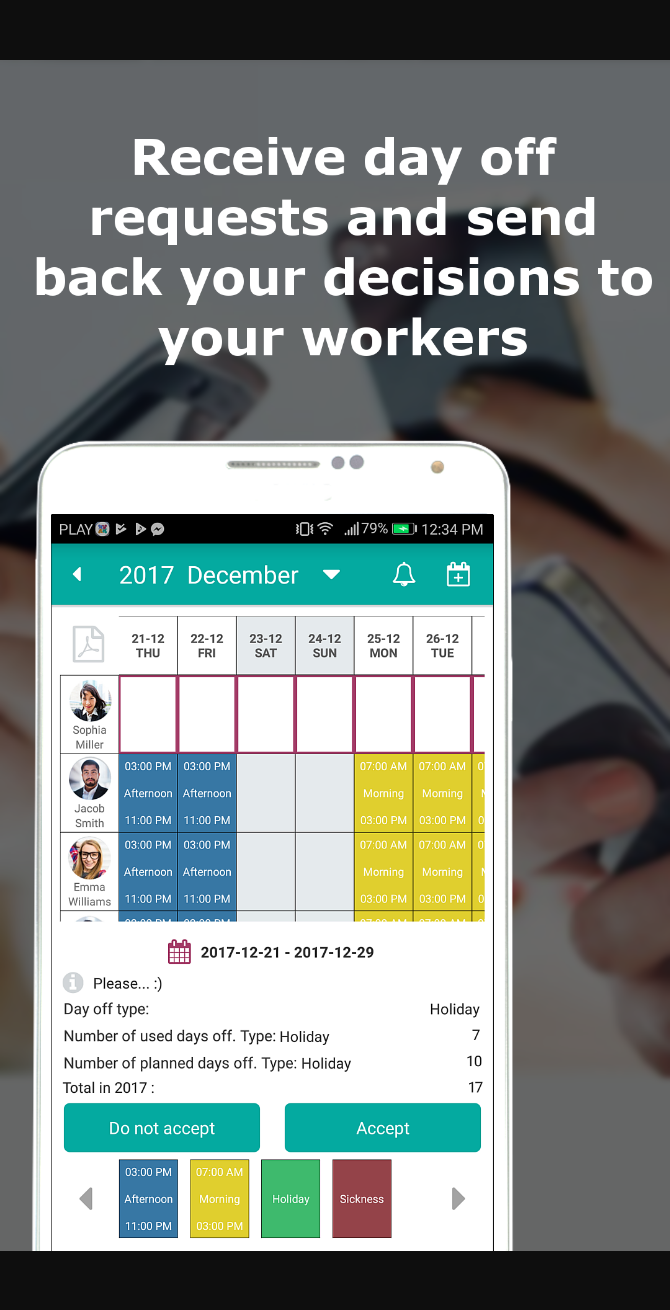 Receive day off
requests and send
back your decisions to
your workers
PLAY 79% 12:34 PM
2017 December
21-12 22-12 23-12 24-12 25-12 26-12
THU FRI SAT SUN MON TUE
Sophia
Miller
03:00 PM 03:00 PM 07:00 AM 07:00 AM
Afternoon Afternoon Morning Morning
11:00 PM 11:00 PM 03:00 PM 03:00 PM
Jacob
Smith
03:00 PM 03:00 PM 07:00 AM 07:00 AM
Afternoon Afternoon Morning Morning
11:00 PM 11:00 PM 03:00 PM 03:00 PM
Emma
Williams
2017-12-21 - 2017-12-29
Please... :)
Day off type: Holiday
Number of used days off. Type: Holiday 7
Number of planned days off. Type: Holiday 10
Total in 2017 : 17
Do not accept Accept
03:00 PM 07:00 AM
Afternoon Morning Holiday Sickness
11:00 PM 03:00 PM